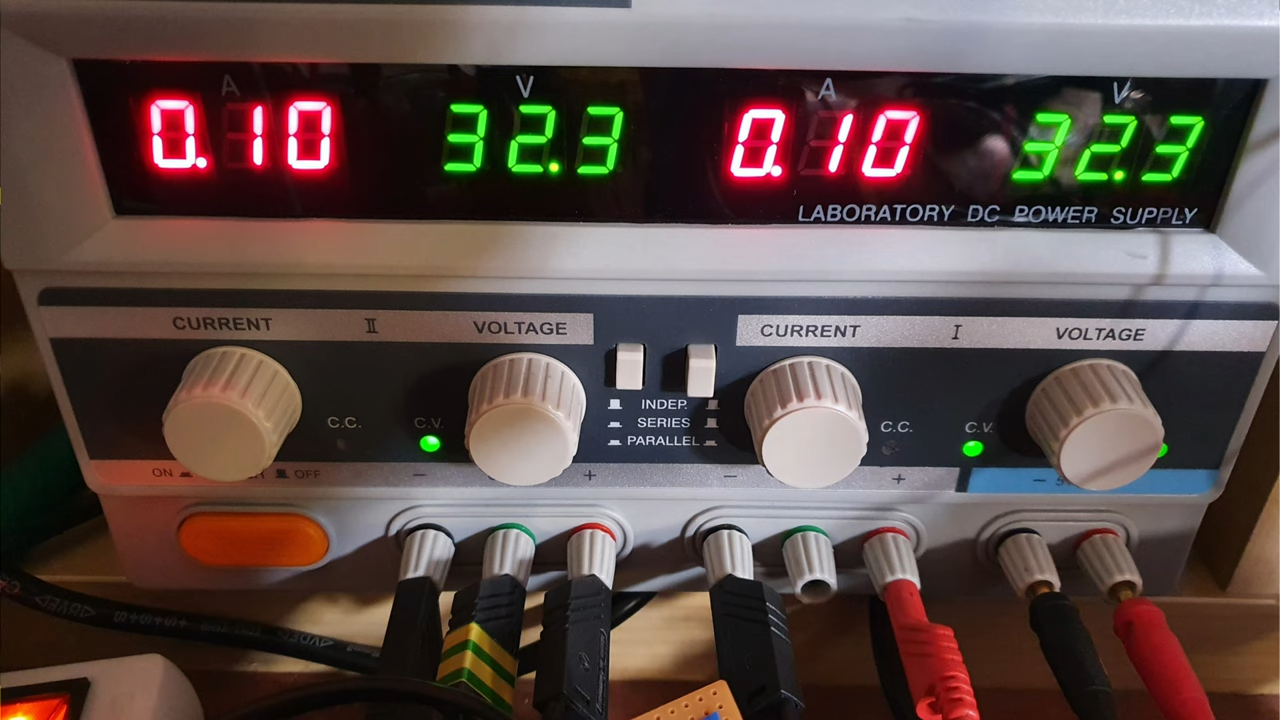 A V A V
0.10 32.3 0.10 32.3
LABORATORY DC POWER SUPPLY
CURRENT II VOLTAGE CURRENT I VOLTAGE
INDEP.
C.C. C.V. SERIES C.C. C.V.
PARALLEL
ON OFF - + - + -
VDE